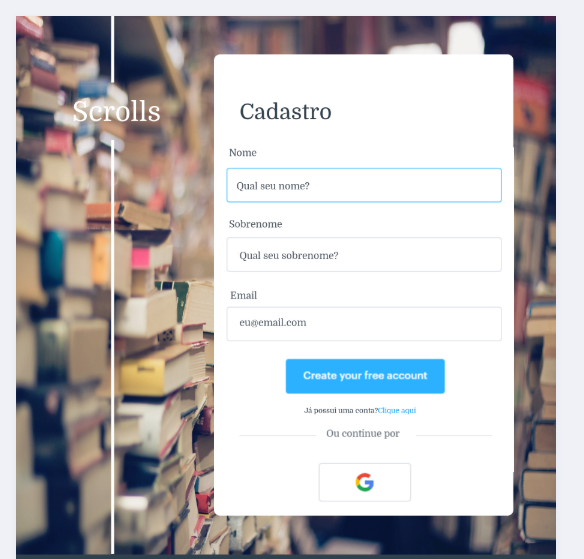 Scrolls
Cadastro
Nome
Qual seu nome?
Sobrenome
Qual seu sobrenome?
Email
eu@email.com
Create your free account
Já possui uma conta?Clique aqui
Ou continue por
G